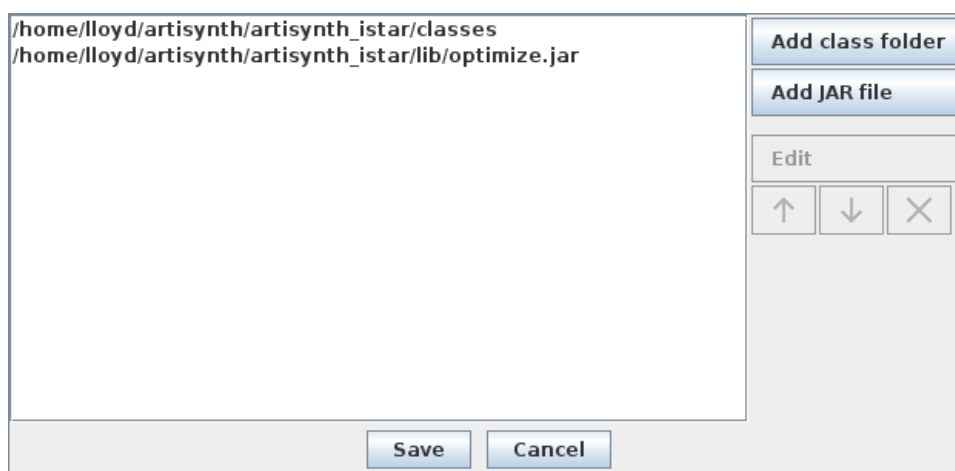 /home/lloyd/artisynth/artisynth_istar/classes
/home/lloyd/artisynth/artisynth_istar/lib/optimize.jar
Add class folder
Add JAR file
Edit
Save
Cancel